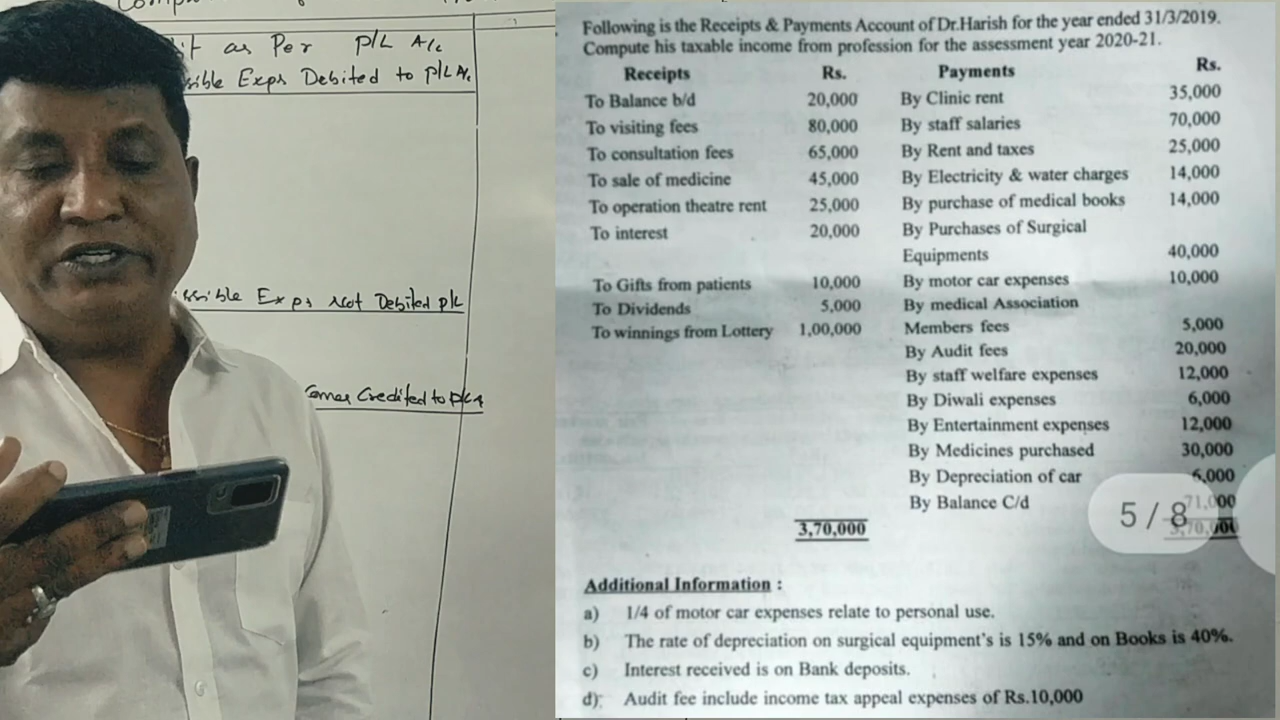 as Per P/L A/c
Exps Debited to P/L A/c
Exps Not Debited P/L
Credited to P/L A
Following is the Receipts & Payments Account of Dr.Harish for the year ended 31/3/2019.
Compute his taxable income from profession for the assessment year 2020-21.
Receipts Rs. Payments Rs.
To Balance b/d 20,000 By Clinic rent 35,000
To visiting fees 80,000 By staff salaries 70,000
To consultation fees 65,000 By Rent and taxes 25,000
To sale of medicine 45,000 By Electricity & water charges 14,000
To operation theatre rent 25,000 By purchase of medical books 14,000
To interest 20,000 By Purchases of Surgical
Equipments 40,000
To Gifts from patients 10,000 By motor car expenses 10,000
To Dividends 5,000 By medical Association
To winnings from Lottery 1,00,000 Members fees 5,000
By Audit fees 20,000
By staff welfare expenses 12,000
By Diwali expenses 6,000
By Entertainment expenses 12,000
By Medicines purchased 30,000
By Depreciation of car 6,000
By Balance C/d 71,000
5 / 8
3,70,000 3,70,000
Additional Information :
a) 1/4 of motor car expenses relate to personal use.
b) The rate of depreciation on surgical equipment's is 15% and on Books is 40%.
c) Interest received is on Bank deposits.
d) Audit fee include income tax appeal expenses of Rs.10,000